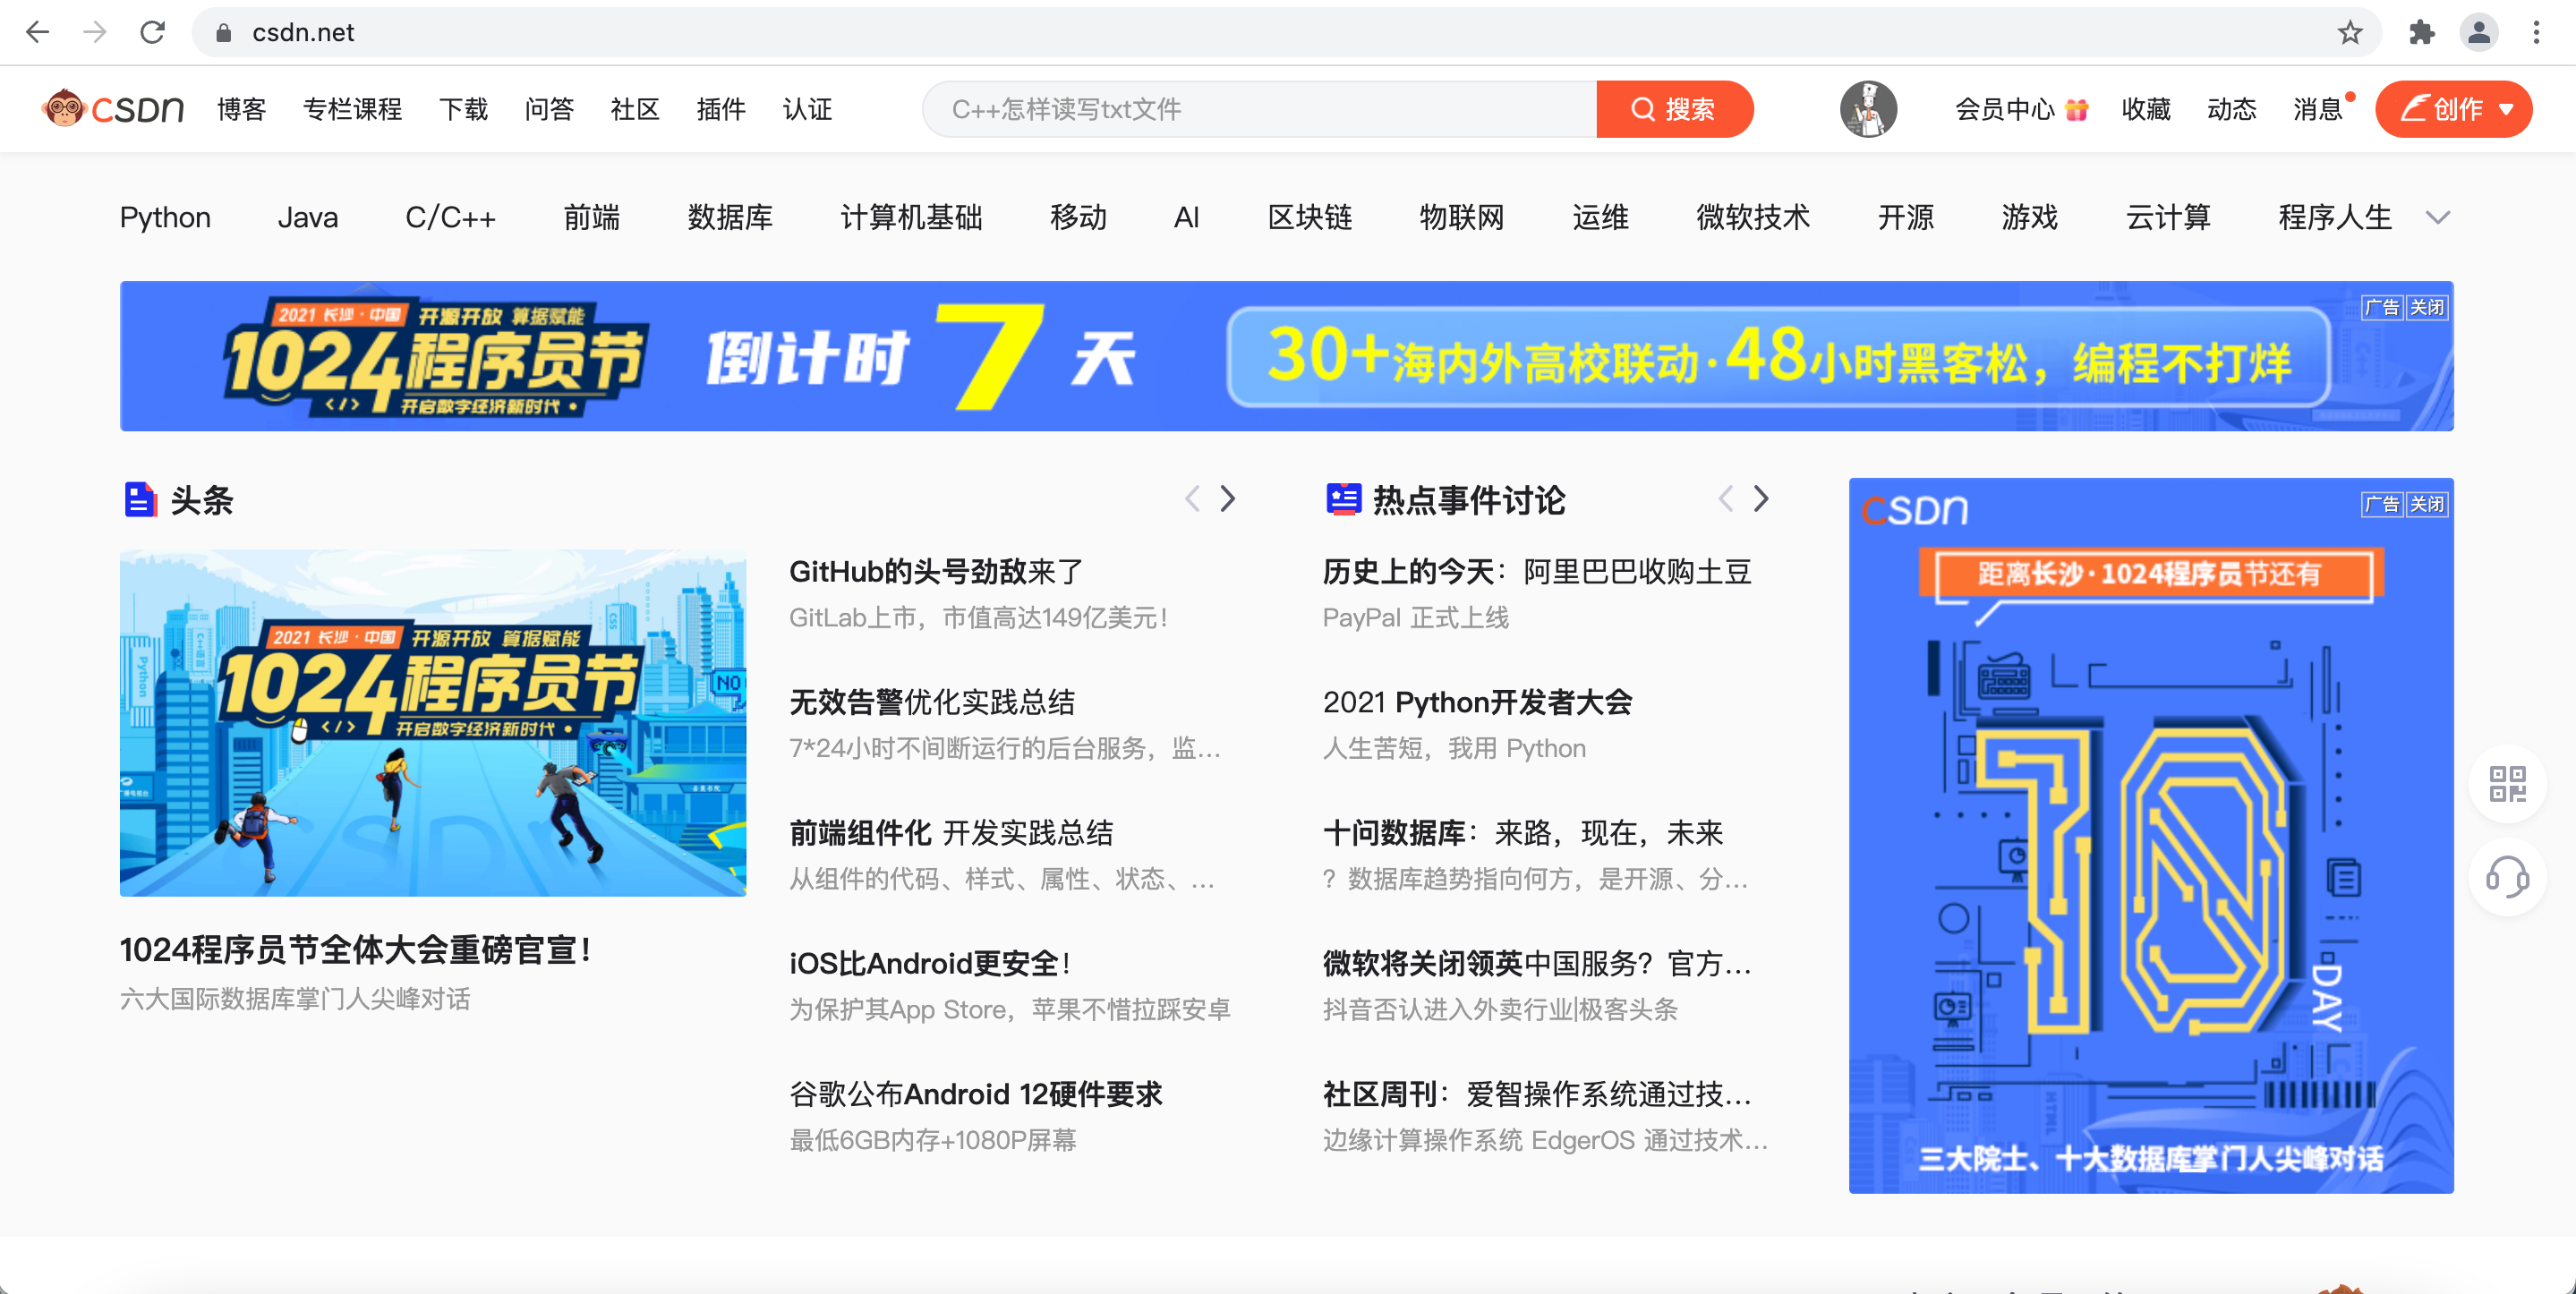 csdn.net
CSDN 博客 专栏课程 下载 问答 社区 插件 认证 C++怎样读写txt文件 搜索 会员中心 收藏 动态 消息 创作
Python Java C/C++ 前端 数据库 计算机基础 移动 AI 区块链 物联网 运维 微软技术 开源 游戏 云计算 程序人生
2021 长沙·中国 开源开放 算据赋能
1024程序员节
</> 开启数字经济新时代
倒计时 7 天
30+海内外高校联动·48小时黑客松，编程不打烊
广告 关闭
头条
2021 长沙·中国 开源开放 算据赋能
1024程序员节
</> 开启数字经济新时代
Python
C++
CSS
NO
CSDN
1024程序员节全体大会重磅官宣！
六大国际数据库掌门人尖峰对话
GitHub的头号劲敌来了
GitLab上市，市值高达149亿美元！
无效告警优化实践总结
7*24小时不间断运行的后台服务，监...
前端组件化 开发实践总结
从组件的代码、样式、属性、状态、...
iOS比Android更安全！
为保护其App Store，苹果不惜拉踩安卓
谷歌公布Android 12硬件要求
最低6GB内存+1080P屏幕
热点事件讨论
历史上的今天：阿里巴巴收购土豆
PayPal 正式上线
2021 Python开发者大会
人生苦短，我用 Python
十问数据库：来路，现在，未来
？数据库趋势指向何方，是开源、分...
微软将关闭领英中国服务？官方...
抖音否认进入外卖行业|极客头条
社区周刊：爱智操作系统通过技...
边缘计算操作系统 EdgerOS 通过技术...
CSDN
广告 关闭
距离长沙·1024程序员节还有
10
DAY
HTML
三大院士、十大数据库掌门人尖峰对话